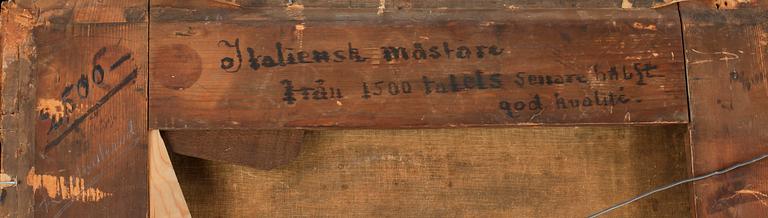 Italiensk mästare
Från 1500 talets senare hälft
god kvalité.
2506-